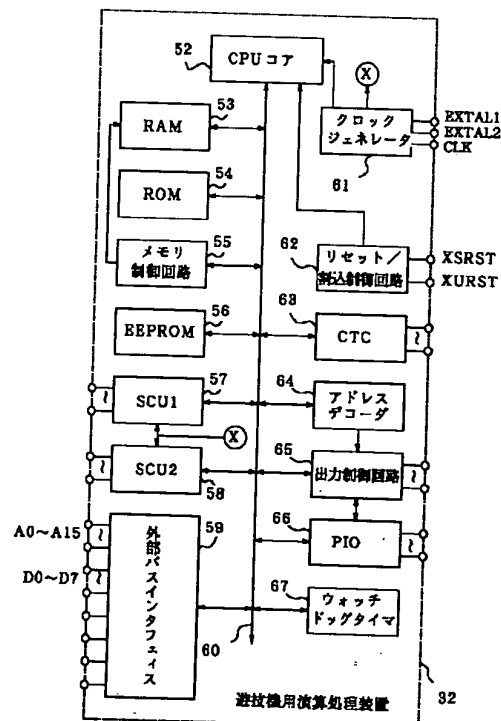 52
CPUコア
X
53
RAM
クロック
ジェネレータ
EXTAL1
EXTAL2
CLK
61
54
ROM
55
メモリ
制御回路
62
リセット/
割込制御回路
XSRST
XURST
56
EEPROM
63
CTC
57
SCU1
64
アドレス
デコーダ
X
65
SCU2
出力制御回路
58
A0~A15
59
66
PIO
D0~D7
外部バスインタフェィス
67
ウォッチ
ドッグタイマ
60
遊技機用演算処理装置
32